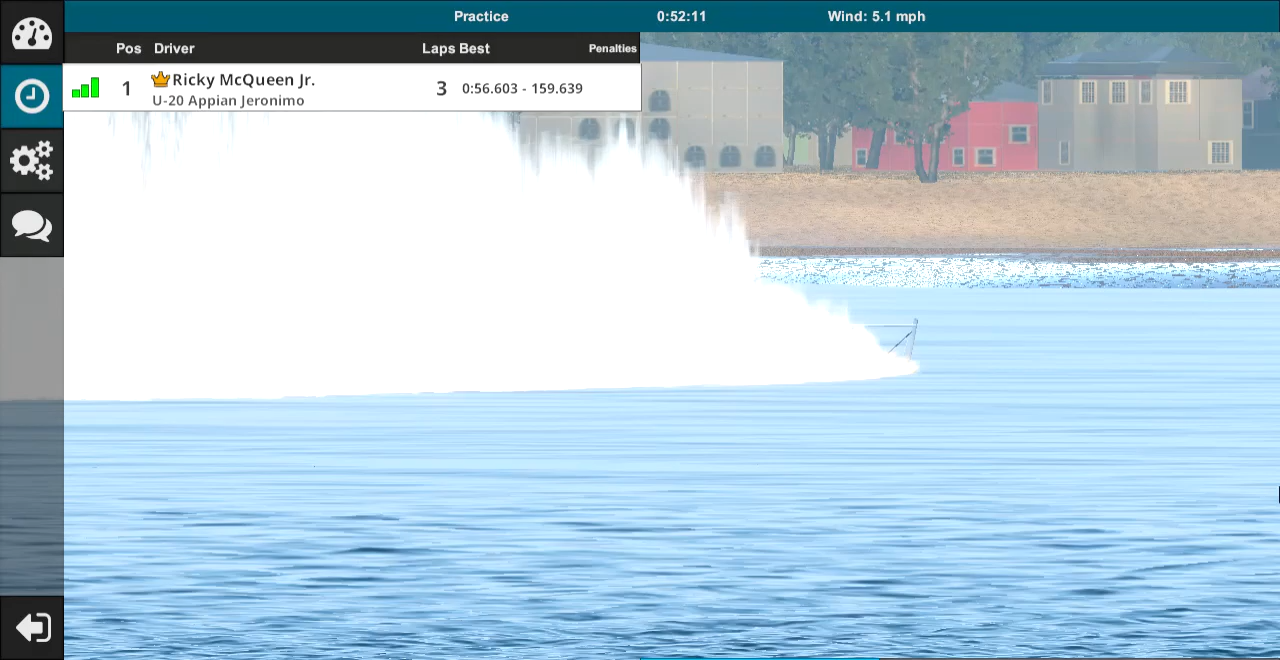 Practice 0:52:11 Wind: 5.1 mph
Pos Driver Laps Best Penalties
1 Ricky McQueen Jr. 3 0:56.603 - 159.639
U-20 Appian Jeronimo